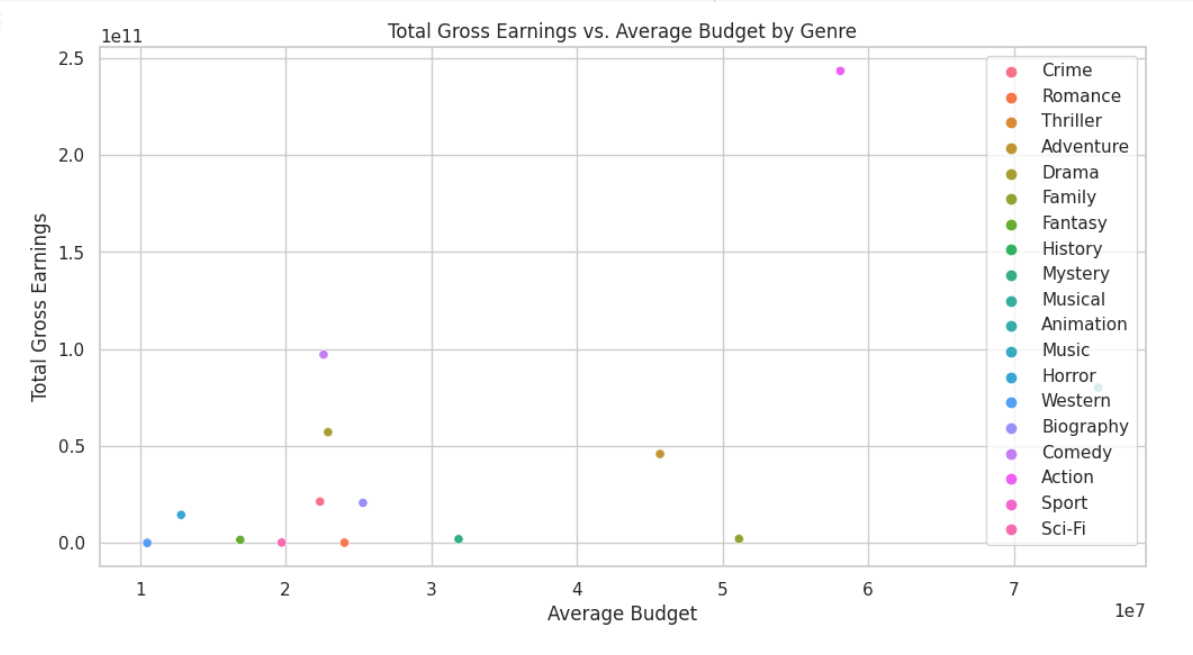 Total Gross Earnings vs. Average Budget by Genre
1e11
2.5
2.0
1.5
1.0
0.5
0.0
Total Gross Earnings
Crime
Romance
Thriller
Adventure
Drama
Family
Fantasy
History
Mystery
Musical
Animation
Music
Horror
Western
Biography
Comedy
Action
Sport
Sci-Fi
1 2 3 4 5 6 7
Average Budget
1e7